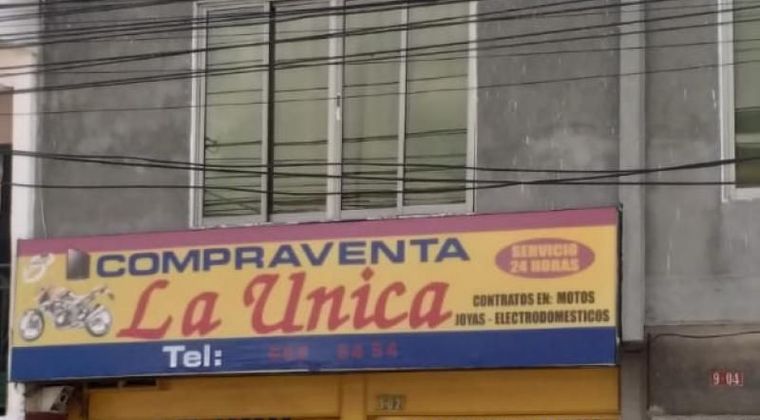 COMPRAVENTA
SERVICIO
24 HORAS
La Unica
CONTRATOS EN: MOTOS
JOYAS - ELECTRODOMESTICOS
Tel:
9-04